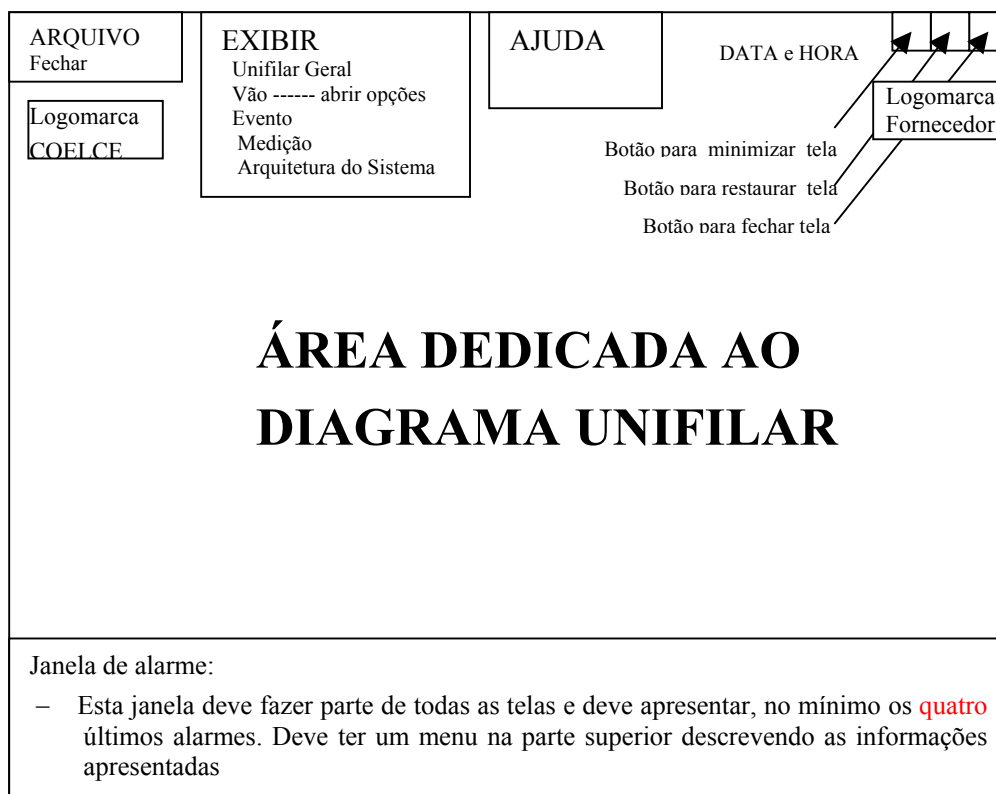 ARQUIVO
Fechar
EXIBIR
Unifilar Geral
Vão ------ abrir opções
Evento
Medição
Arquitetura do Sistema
AJUDA
DATA e HORA
Logomarca
COELCE
Logomarca
Fornecedor
Botão para minimizar tela
Botão para restaurar tela
Botão para fechar tela
ÁREA DEDICADA AO
DIAGRAMA UNIFILAR
Janela de alarme:
– Esta janela deve fazer parte de todas as telas e deve apresentar, no mínimo os quatro
últimos alarmes. Deve ter um menu na parte superior descrevendo as informações
apresentadas